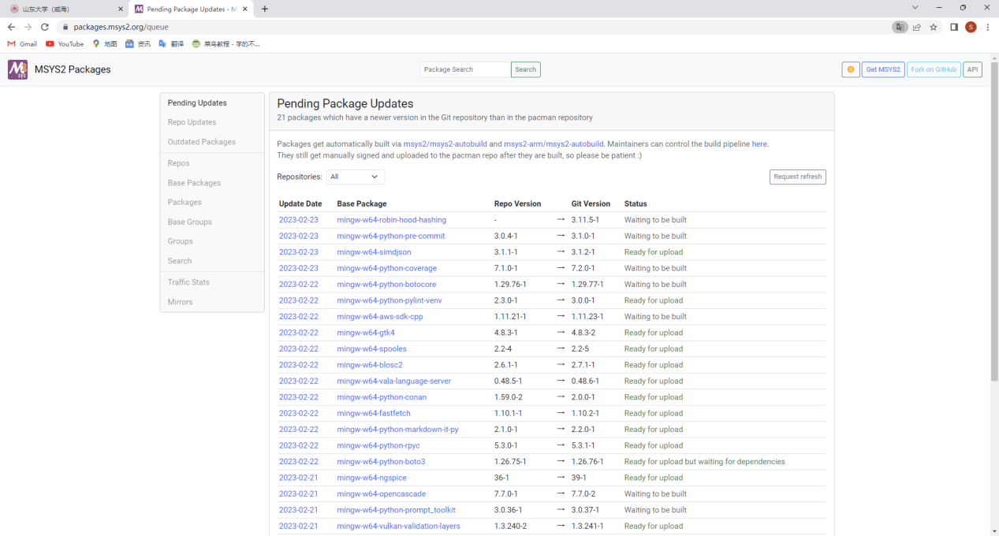 山东大学（威海）
Pending Package Updates - M
packages.msys2.org/queue
Gmail YouTube 地图 资讯 翻译 菜鸟教程 - 学的不...
MSYS2 Packages
Package Search Search
Get MSYS2 Fork on GitHub API
Pending Updates
Repo Updates
Outdated Packages
Repos
Base Packages
Packages
Base Groups
Groups
Search
Traffic Stats
Mirrors
Pending Package Updates
21 packages which have a newer version in the Git repository than in the pacman repository
Packages get automatically built via msys2/msys2-autobuild and msys2-arm/msys2-autobuild. Maintainers can control the build pipeline here.
They still get manually signed and uploaded to the pacman repo after they are built, so please be patient :)
Repositories: All Request refresh
Update Date Base Package Repo Version Git Version Status
2023-02-23 mingw-w64-robin-hood-hashing - → 3.11.5-1 Waiting to be built
2023-02-23 mingw-w64-python-pre-commit 3.0.4-1 → 3.1.0-1 Waiting to be built
2023-02-23 mingw-w64-simdjson 3.1.1-1 → 3.1.2-1 Ready for upload
2023-02-23 mingw-w64-python-coverage 7.1.0-1 → 7.2.0-1 Waiting to be built
2023-02-22 mingw-w64-python-botocore 1.29.76-1 → 1.29.77-1 Waiting to be built
2023-02-22 mingw-w64-python-pylint-venv 2.3.0-1 → 3.0.0-1 Ready for upload
2023-02-22 mingw-w64-aws-sdk-cpp 1.11.21-1 → 1.11.23-1 Waiting to be built
2023-02-22 mingw-w64-gtk4 4.8.3-1 → 4.8.3-2 Ready for upload
2023-02-22 mingw-w64-spooles 2.2-4 → 2.2-5 Ready for upload
2023-02-22 mingw-w64-blosc2 2.6.1-1 → 2.7.1-1 Ready for upload
2023-02-22 mingw-w64-vala-language-server 0.48.5-1 → 0.48.6-1 Ready for upload
2023-02-22 mingw-w64-python-conan 1.59.0-2 → 2.0.0-1 Ready for upload
2023-02-22 mingw-w64-fastfetch 1.10.1-1 → 1.10.2-1 Ready for upload
2023-02-22 mingw-w64-python-markdown-it-py 2.1.0-1 → 2.2.0-1 Ready for upload
2023-02-22 mingw-w64-python-rpyc 5.3.0-1 → 5.3.1-1 Ready for upload
2023-02-22 mingw-w64-python-boto3 1.26.75-1 → 1.26.76-1 Ready for upload but waiting for dependencies
2023-02-21 mingw-w64-ngspice 36-1 → 39-1 Ready for upload
2023-02-21 mingw-w64-opencascade 7.7.0-1 → 7.7.0-2 Waiting to be built
2023-02-21 mingw-w64-python-prompt_toolkit 3.0.36-1 → 3.0.37-1 Waiting to be built
2023-02-21 mingw-w64-vulkan-validation-layers 1.3.240-2 → 1.3.241-1 Ready for upload